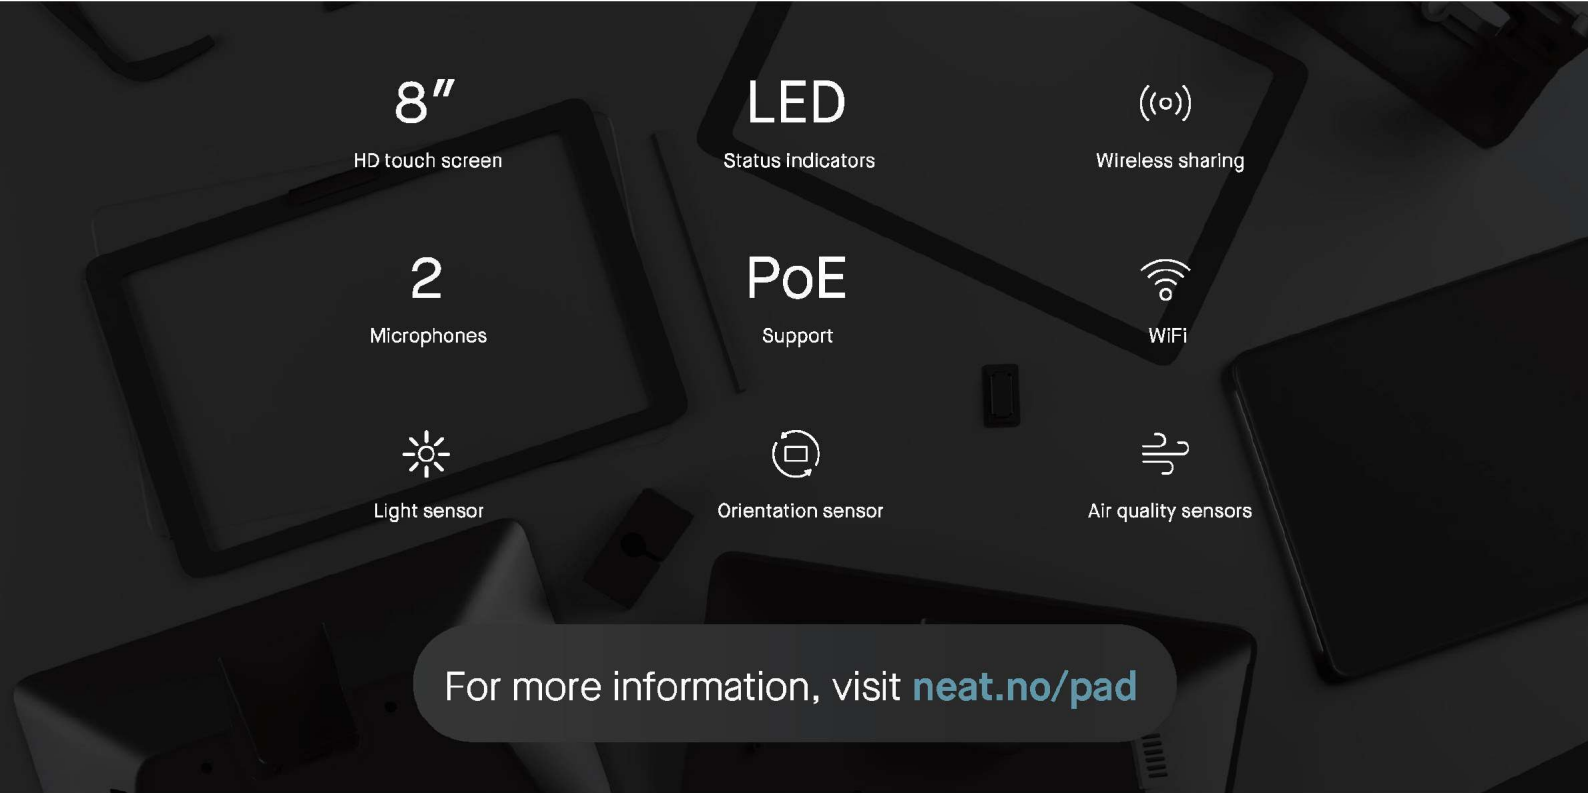 8″
HD touch screen
LED
Status indicators
Wireless sharing
2
Microphones
PoE
Support
WiFi
Light sensor
Orientation sensor
Air quality sensors
For more information, visit neat.no/pad